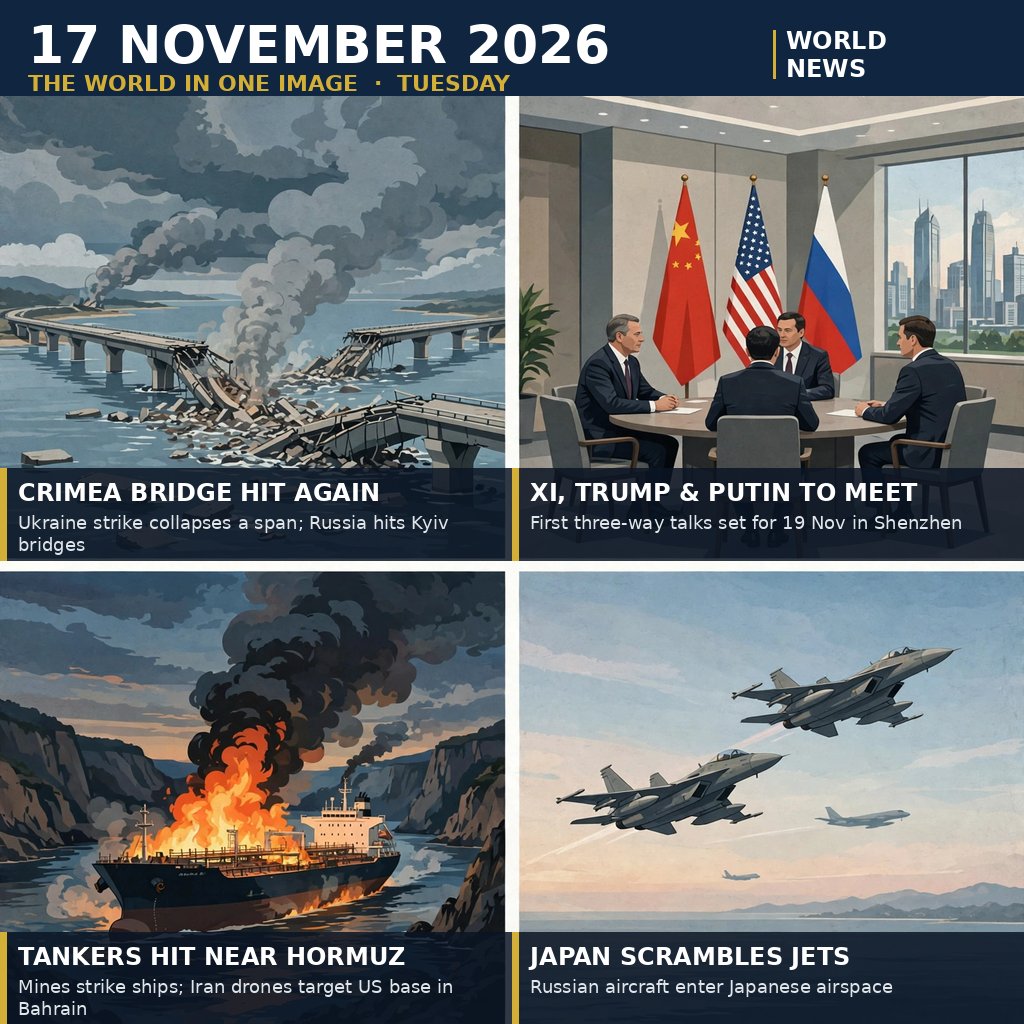 17 NOVEMBER 2026
THE WORLD IN ONE IMAGE · TUESDAY
WORLD
NEWS
CRIMEA BRIDGE HIT AGAIN
Ukraine strike collapses a span; Russia hits Kyiv
bridges
XI, TRUMP & PUTIN TO MEET
First three-way talks set for 19 Nov in Shenzhen
TANKERS HIT NEAR HORMUZ
Mines strike ships; Iran drones target US base in
Bahrain
JAPAN SCRAMBLES JETS
Russian aircraft enter Japanese airspace